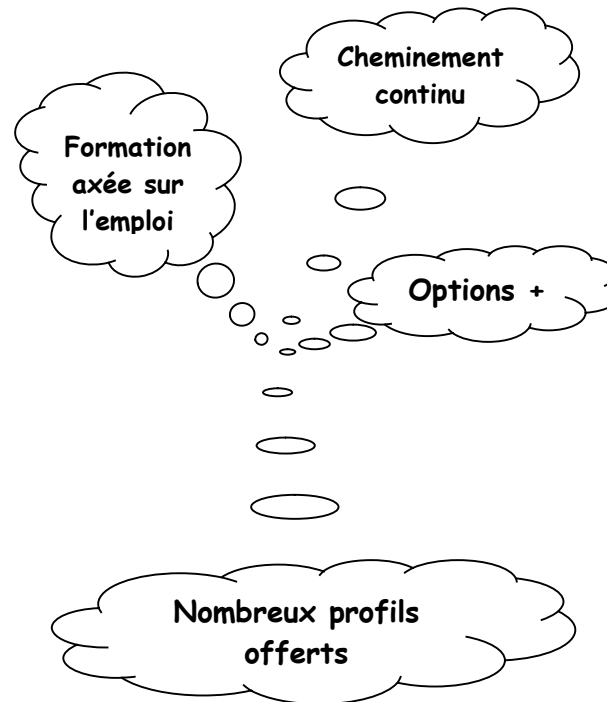 Cheminement
continu
Formation
axée sur
l'emploi
Options +
Nombreux profils
offerts